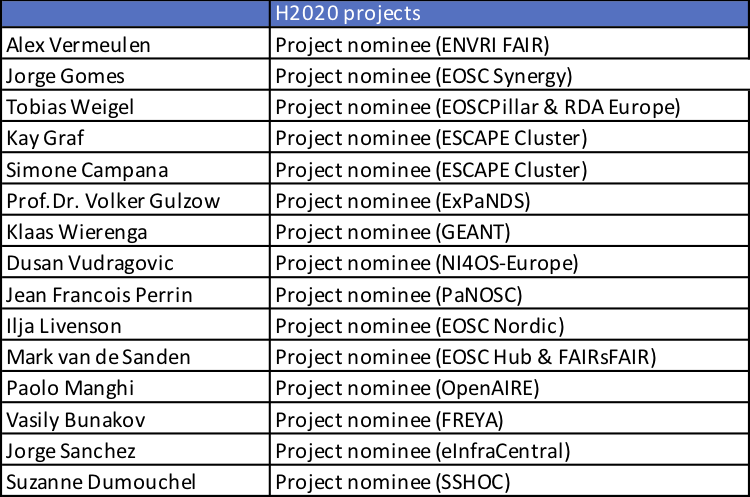 H2020 projects
Alex Vermeulen Project nominee (ENVRI FAIR)
Jorge Gomes Project nominee (EOSC Synergy)
Tobias Weigel Project nominee (EOSCPillar & RDA Europe)
Kay Graf Project nominee (ESCAPE Cluster)
Simone Campana Project nominee (ESCAPE Cluster)
Prof.Dr. Volker Gulzow Project nominee (ExPaNDS)
Klaas Wierenga Project nominee (GEANT)
Dusan Vudragovic Project nominee (NI4OS-Europe)
Jean Francois Perrin Project nominee (PaNOSC)
Ilja Livenson Project nominee (EOSC Nordic)
Mark van de Sanden Project nominee (EOSC Hub & FAIRsFAIR)
Paolo Manghi Project nominee (OpenAIRE)
Vasily Bunakov Project nominee (FREYA)
Jorge Sanchez Project nominee (eInfraCentral)
Suzanne Dumouchel Project nominee (SSHOC)